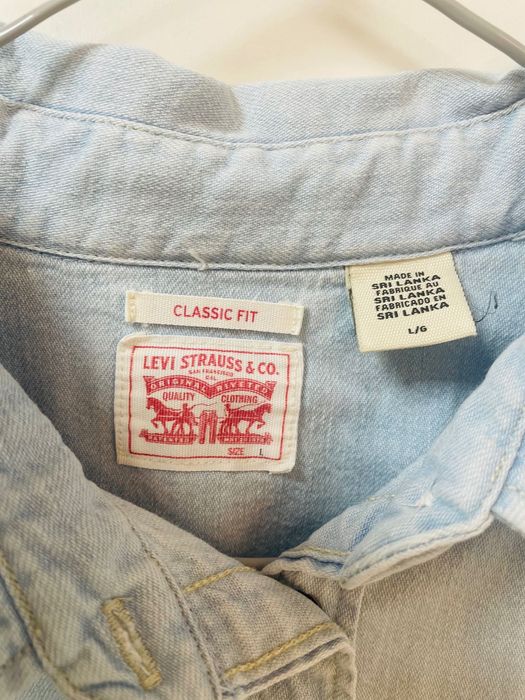 CLASSIC FIT
LEVI STRAUSS & CO.
SAN FRANCISCO
CAL
ORIGINAL RIVETED
QUALITY CLOTHING
PATENTED
SIZE L
MADE IN
SRI LANKA
FABRIQUE AU
SRI LANKA
FABRICADO EN
SRI LANKA
L/G